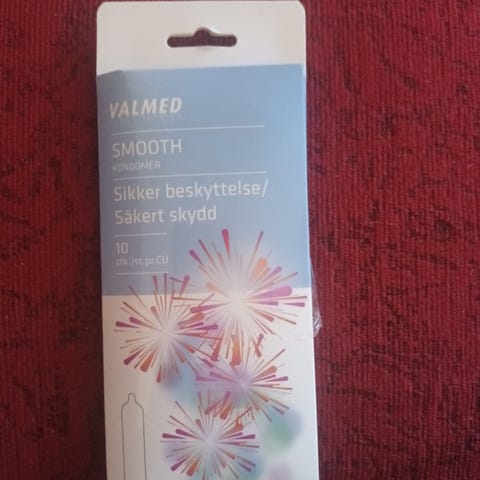 VALMED
SMOOTH
KONDOMER
Sikker beskyttelse/
Säkert skydd
10
stk./st.pr.CU